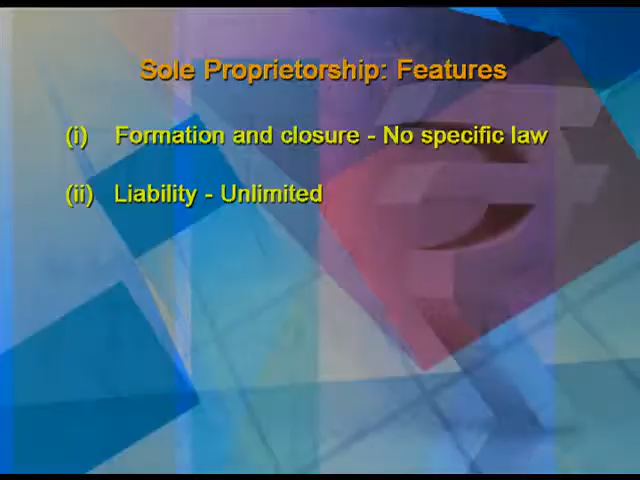 Sole Proprietorship: Features
(i) Formation and closure - No specific law
(ii) Liability - Unlimited